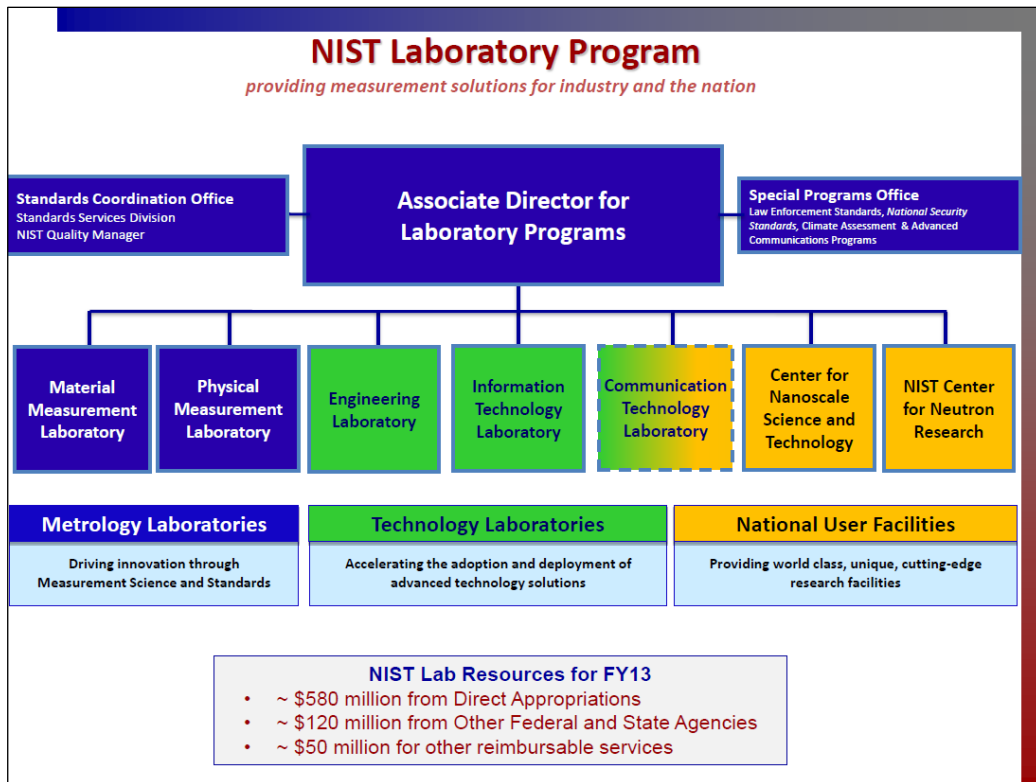 NIST Laboratory Program
providing measurement solutions for industry and the nation
Standards Coordination Office
Standards Services Division
NIST Quality Manager
Associate Director for
Laboratory Programs
Special Programs Office
Law Enforcement Standards, National Security
Standards, Climate Assessment & Advanced
Communications Programs
Material
Measurement
Laboratory
Physical
Measurement
Laboratory
Engineering
Laboratory
Information
Technology
Laboratory
Communication
Technology
Laboratory
Center for
Nanoscale
Science and
Technology
NIST Center
for Neutron
Research
Metrology Laboratories
Driving innovation through
Measurement Science and Standards
Technology Laboratories
Accelerating the adoption and deployment of
advanced technology solutions
National User Facilities
Providing world class, unique, cutting-edge
research facilities
NIST Lab Resources for FY13
• ~ $580 million from Direct Appropriations
• ~ $120 million from Other Federal and State Agencies
• ~ $50 million for other reimbursable services